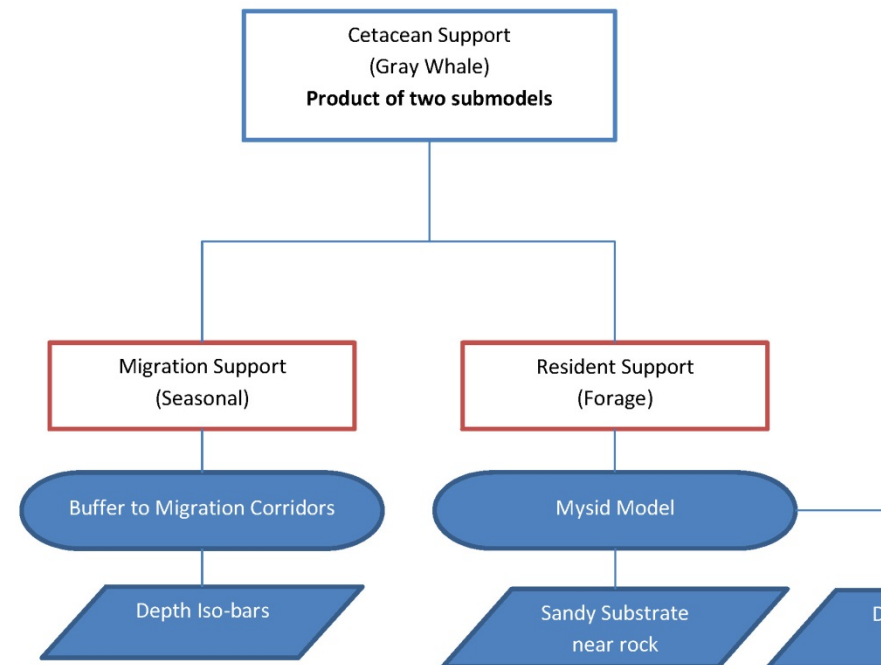 Cetacean Support
(Gray Whale)
Product of two submodels
Migration Support
(Seasonal)
Resident Support
(Forage)
Buffer to Migration Corridors
Mysid Model
Depth Iso-bars
Sandy Substrate
near rock